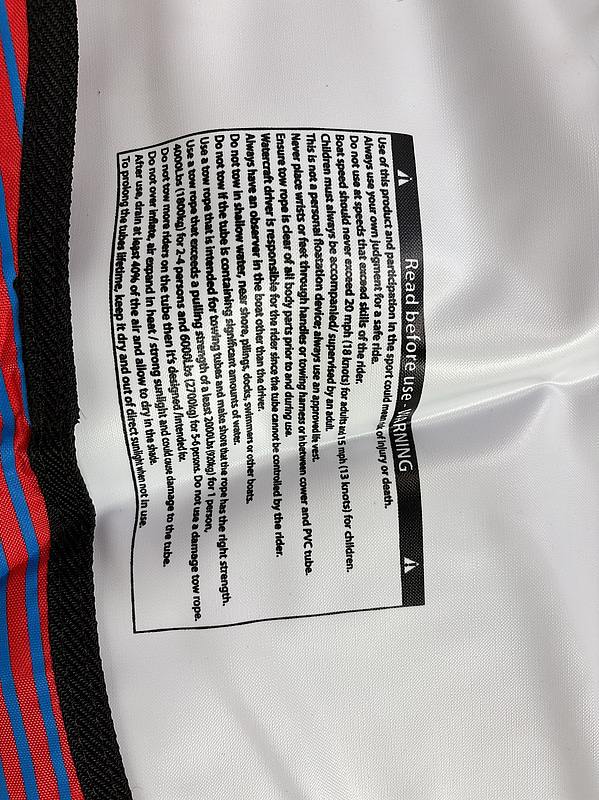 Read before use- WARNING
Use of this product and participation in the sport could mean risk of injury or death.
Always use your own judgment for a safe ride.
Do not use at speeds that exceed skills of the rider.
Boat speed should never exceed 20 mph (18 knots) for adults and 15 mph (13 knots) for children.
Children must always be accompanied/ supervised by an adult.
This is not a personal floatation device; always use an approved life vest.
Never place wrists or feet through handles or towing harness or in between cower and PVC tube.
Ensure tow rope is clear of all body parts prior to and during use.
Watercraft driver is responsible for the rider since the tube cannot be controlled by the rider.
Always have an observer in the boat other than the driver.
Do not tow in shallow water, near shore, pilings, docks, swimmers or other boats.
Do not tow if the tube is containing significant amounts of water.
Use a tow rope that is intended for towing tubes and make shore that the rope has the right strength.
Use a tow rope that exceeds a pulling strength of a least 2000Lbs (920kg) for 1 person,
4000Lbs (1800kg) for 2-4 persons and 6000Lbs (2700kg) for 5-6 persons. Do not use a damage tow rope.
Do not tow more riders on the tube then it's designed / intended for.
Do not over inflate, air expand in heat / strong sunlight and could cause damage to the tube.
After use, drain at least 40% of the air and allow to dry in the shade.
To prolong the tubes lifetime, keep it dry and out of direct sunlight when not in use.